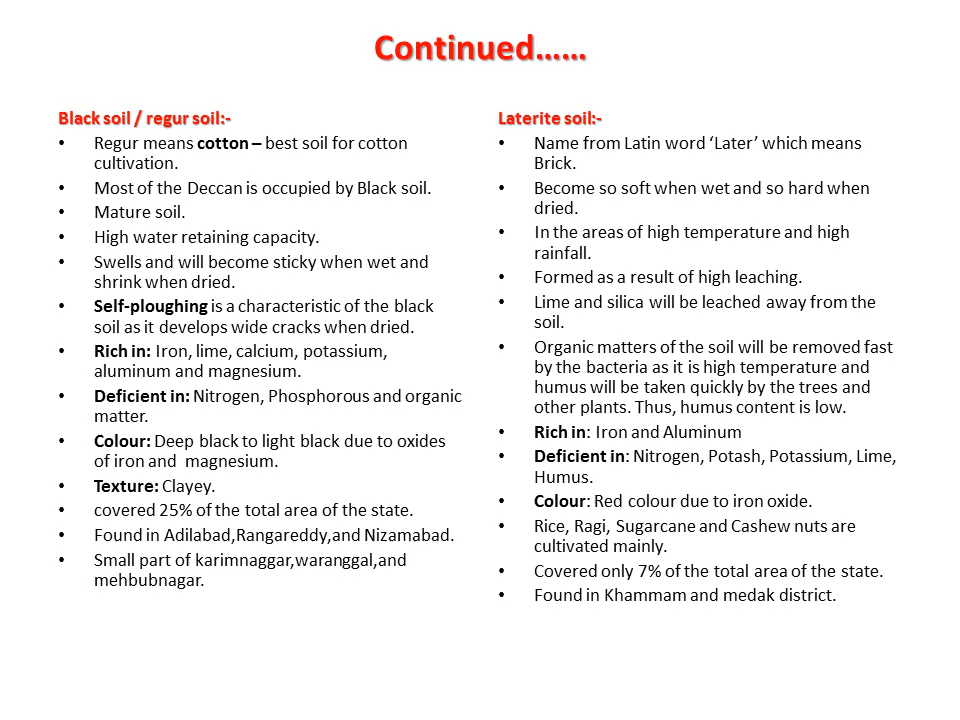 Continued......
Black soil / regur soil:-
• Regur means cotton – best soil for cotton
cultivation.
• Most of the Deccan is occupied by Black soil.
• Mature soil.
• High water retaining capacity.
• Swells and will become sticky when wet and
shrink when dried.
• Self-ploughing is a characteristic of the black
soil as it develops wide cracks when dried.
• Rich in: Iron, lime, calcium, potassium,
aluminum and magnesium.
• Deficient in: Nitrogen, Phosphorous and organic
matter.
• Colour: Deep black to light black due to oxides
of iron and  magnesium.
• Texture: Clayey.
• covered 25% of the total area of the state.
• Found in Adilabad,Rangareddy,and Nizamabad.
• Small part of karimnaggar,waranggal,and
mehbubnagar.
Laterite soil:-
• Name from Latin word ‘Later’ which means
Brick.
• Become so soft when wet and so hard when
dried.
• In the areas of high temperature and high
rainfall.
• Formed as a result of high leaching.
• Lime and silica will be leached away from the
soil.
• Organic matters of the soil will be removed fast
by the bacteria as it is high temperature and
humus will be taken quickly by the trees and
other plants. Thus, humus content is low.
• Rich in: Iron and Aluminum
• Deficient in: Nitrogen, Potash, Potassium, Lime,
Humus.
• Colour: Red colour due to iron oxide.
• Rice, Ragi, Sugarcane and Cashew nuts are
cultivated mainly.
• Covered only 7% of the total area of the state.
• Found in Khammam and medak district.